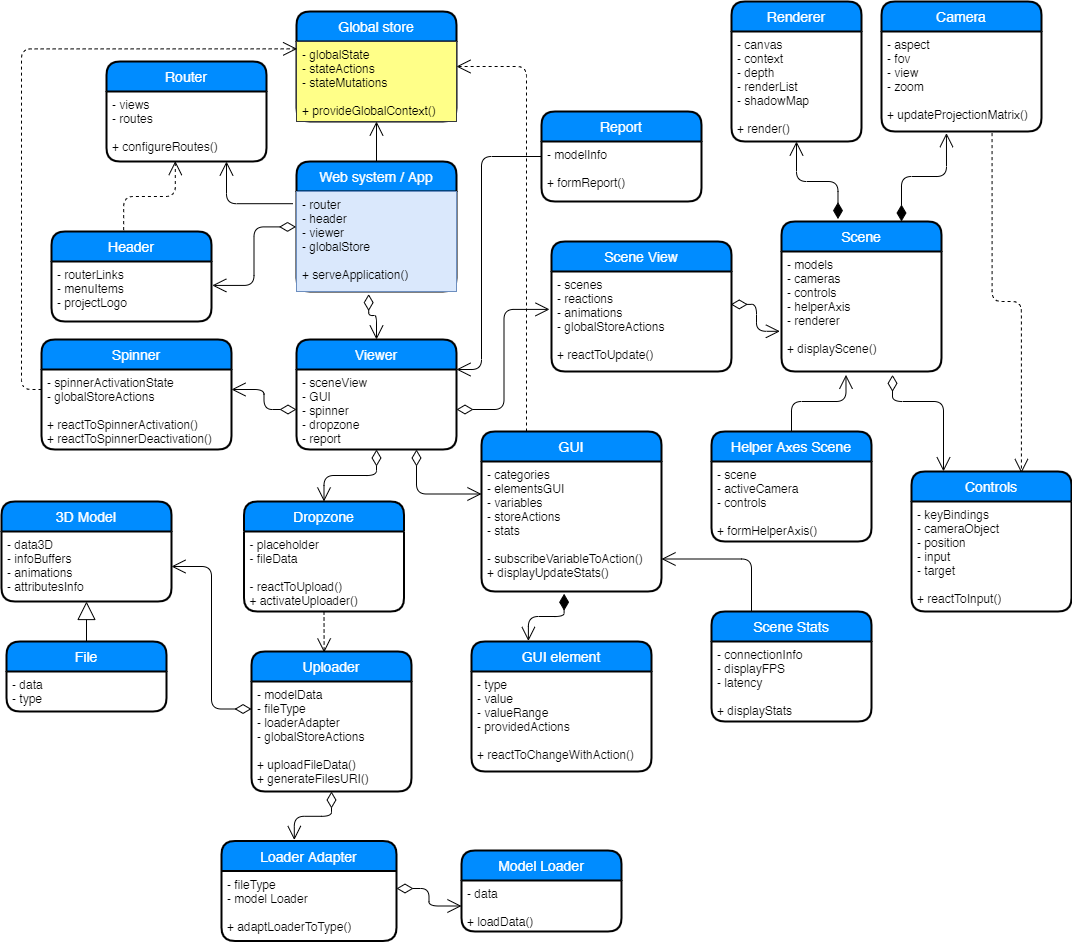 Global store
- globalState
- stateActions
- stateMutations
+ provideGlobalContext()
Renderer
- canvas
- context
- depth
- renderList
- shadowMap
+ render()
Camera
- aspect
- fov
- view
- zoom
+ updateProjectionMatrix()
Router
- views
- routes
+ configureRoutes()
Report
- modelInfo
+ formReport()
Web system / App
- router
- header
- viewer
- globalStore
+ serveApplication()
Header
- routerLinks
- menuItems
- projectLogo
Scene View
- scenes
- reactions
- animations
- globalStoreActions
+ reactToUpdate()
Scene
- models
- cameras
- controls
- helperAxis
- renderer
+ displayScene()
Spinner
- spinnerActivationState
- globalStoreActions
+ reactToSpinnerActivation()
+ reactToSpinnerDeactivation()
Viewer
- sceneView
- GUI
- spinner
- dropzone
- report
GUI
- categories
- elementsGUI
- variables
- storeActions
- stats
- subscribeVariableToAction()
+ displayUpdateStats()
Helper Axes Scene
- scene
- activeCamera
- controls
+ formHelperAxis()
Controls
- keyBindings
- cameraObject
- position
- input
- target
+ reactToInput()
3D Model
- data3D
- infoBuffers
- animations
- attributesInfo
Dropzone
- placeholder
- fileData
- reactToUpload()
+ activateUploader()
File
- data
- type
Uploader
- modelData
- fileType
- loaderAdapter
- globalStoreActions
+ uploadFileData()
+ generateFilesURI()
GUI element
- type
- value
- valueRange
- providedActions
+ reactToChangeWithAction()
Scene Stats
- connectionInfo
- displayFPS
- latency
+ displayStats
Loader Adapter
- fileType
- model Loader
+ adaptLoaderToType()
Model Loader
- data
+ loadData()